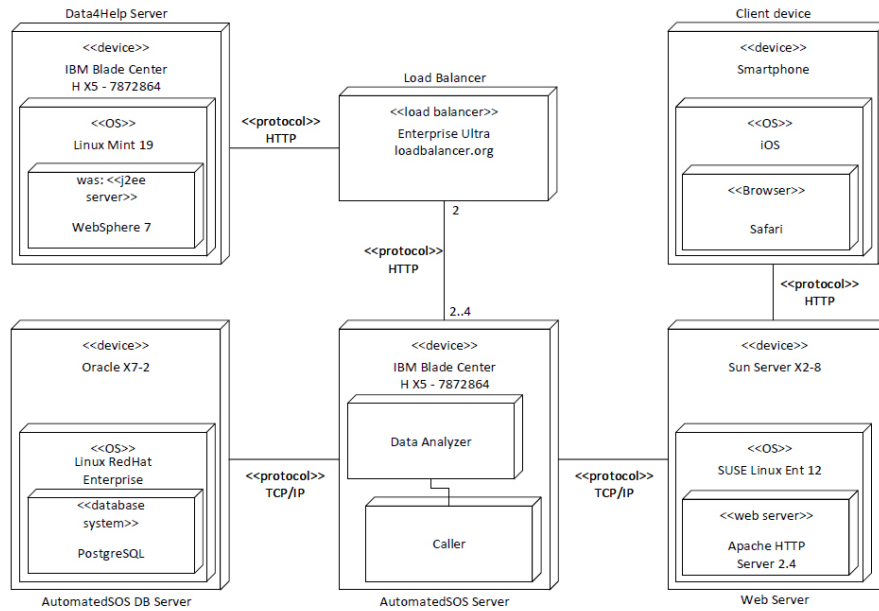 Data4Help Server
<<device>>
IBM Blade Center
H X5 - 7872864
<<OS>>
Linux Mint 19
was: <<j2ee
server>>
WebSphere 7
<<protocol>>
HTTP
Load Balancer
<<load balancer>>
Enterprise Ultra
loadbalancer.org
2
<<protocol>>
HTTP
2..4
Client device
<<device>>
Smartphone
<<OS>>
iOS
<<Browser>>
Safari
<<protocol>>
HTTP
<<device>>
Oracle X7-2
<<OS>>
Linux RedHat
Enterprise
<<database
system>>
PostgreSQL
AutomatedSOS DB Server
<<protocol>>
TCP/IP
<<device>>
IBM Blade Center
H X5 - 7872864
Data Analyzer
Caller
AutomatedSOS Server
<<protocol>>
TCP/IP
<<device>>
Sun Server X2-8
<<OS>>
SUSE Linux Ent 12
<<web server>>
Apache HTTP
Server 2.4
Web Server